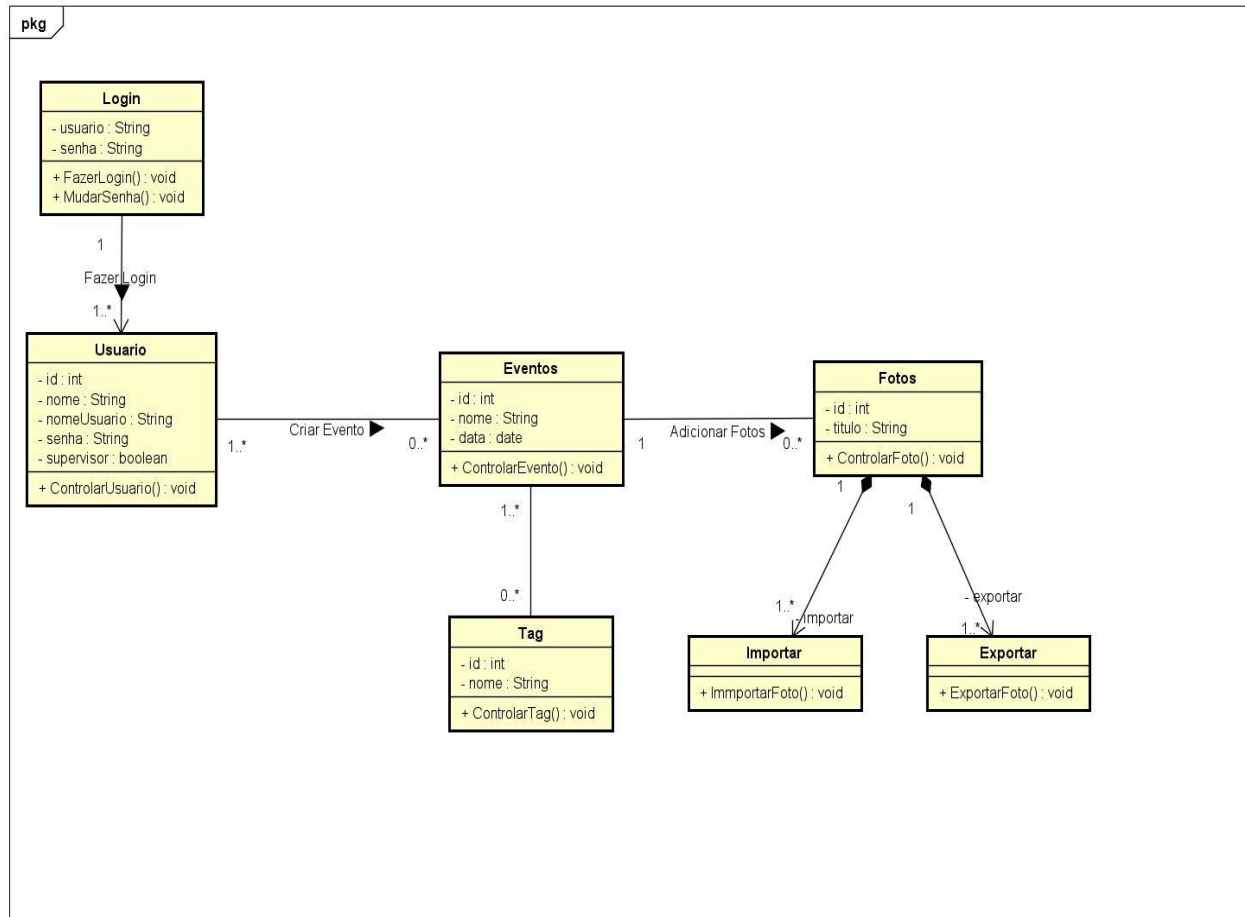 pkg
Login
- usuario : String
- senha : String
+ FazerLogin() : void
+ MudarSenha() : void
1
Fazer Login
1..*
Usuario
- id : int
- nome : String
- nomeUsuario : String
- senha : String
- supervisor : boolean
+ ControlarUsuario() : void
1..*
Criar Evento
0..*
Eventos
- id : int
- nome : String
- data : date
+ ControlarEvento() : void
1
Adicionar Fotos
0..*
Fotos
- id : int
- titulo : String
+ ControlarFoto() : void
1
1
1..*
0..*
Tag
- id : int
- nome : String
+ ControlarTag() : void
1..*
- importar
- exportar
1..*
Importar
+ ImmportarFoto() : void
Exportar
+ ExportarFoto() : void